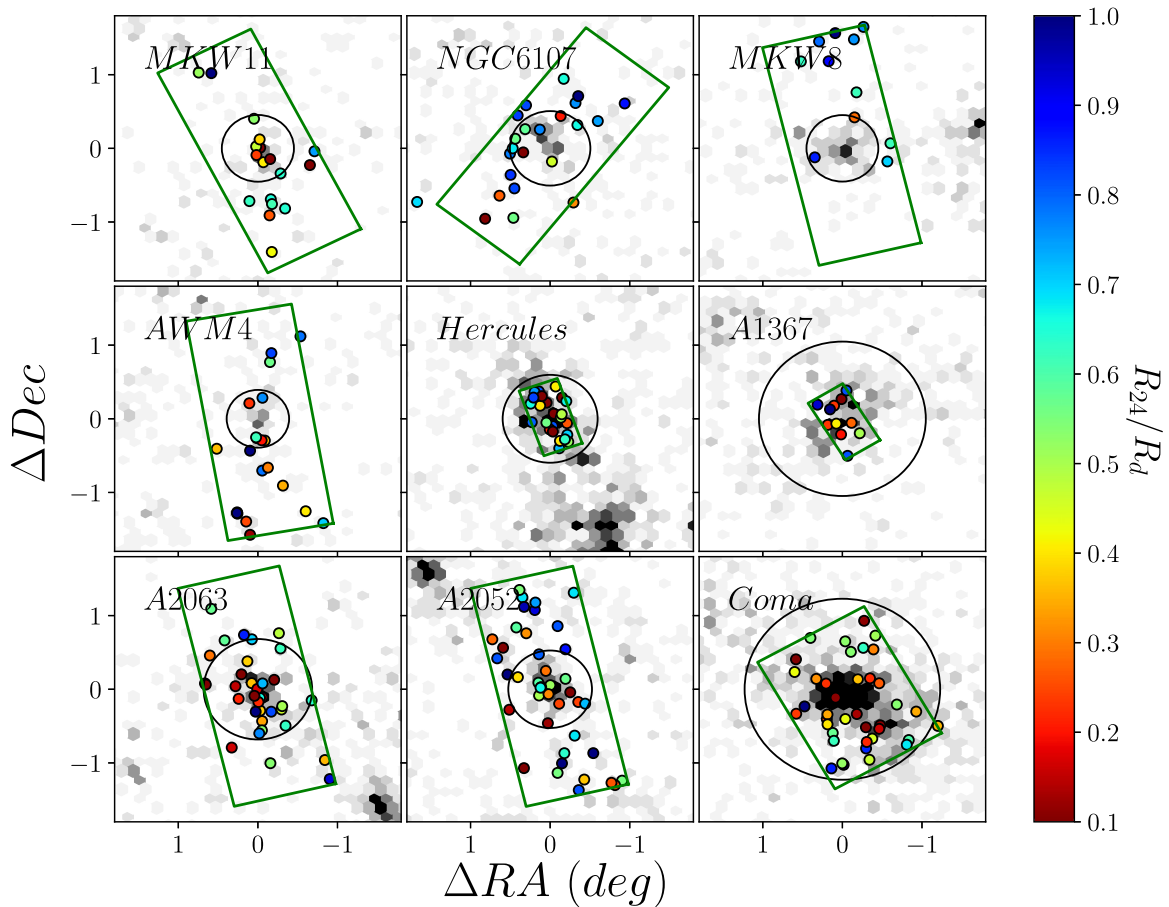 MKW11 NGC6107 MKW8
1
0
−1
1.0
0.9
0.8
0.7
0.6
0.5
0.4
0.3
0.2
0.1
R24/Rd
AWM4 Hercules A1367
1
0
−1
ΔDec
A2063 A2052 Coma
1
0
−1
1 0 −1 1 0 −1 1 0 −1
ΔRA (deg)